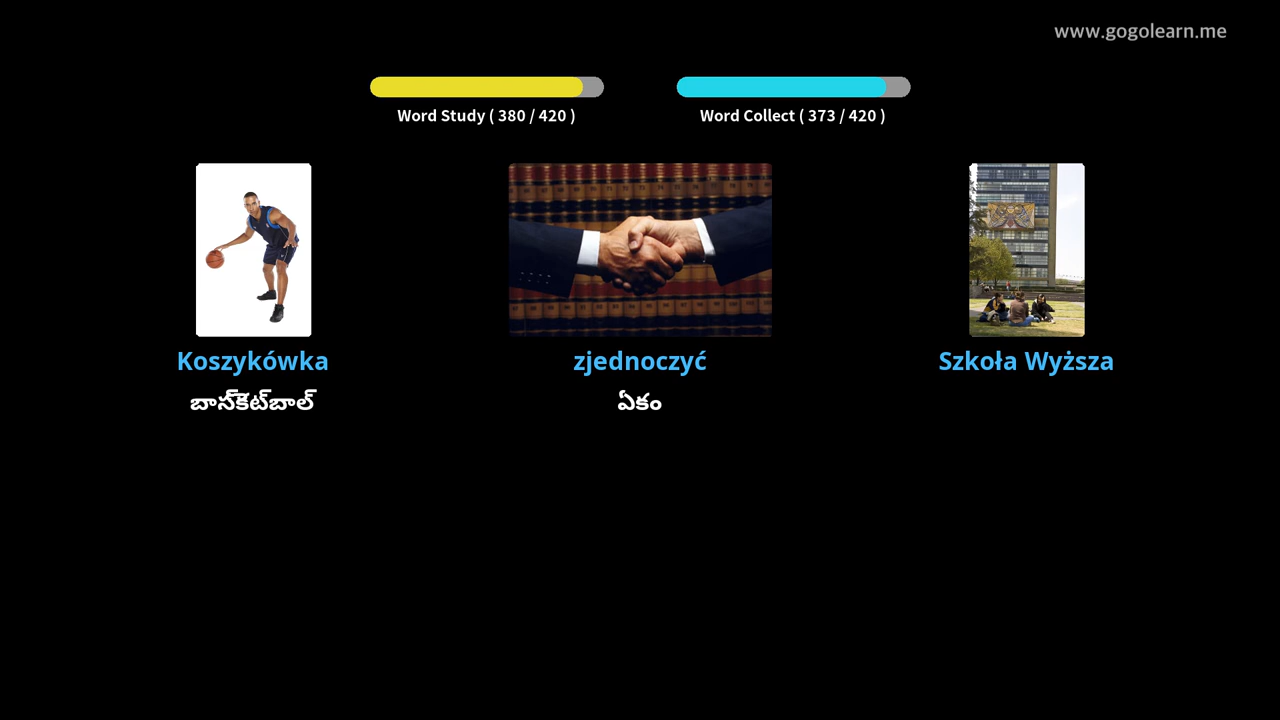 www.gogolearn.me
Word Study ( 380 / 420 )
Word Collect ( 373 / 420 )
Koszykówka
zjednoczyć
Szkoła Wyższa
బాస్కెట్‌బాల్
ఏకం